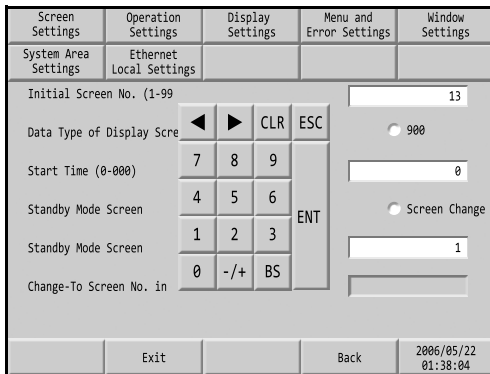 Screen Settings
Operation Settings
Display Settings
Menu and Error Settings
Window Settings
System Area Settings
Ethernet Local Settings
Initial Screen No. (1-99
13
Data Type of Display Scre
900
Start Time (0-000)
0
Standby Mode Screen
Screen Change
Standby Mode Screen
1
Change-To Screen No. in
◀ ▶ CLR ESC
7 8 9
4 5 6
ENT
1 2 3
0 -/+ BS
Exit
Back
2006/05/22
01:38:04